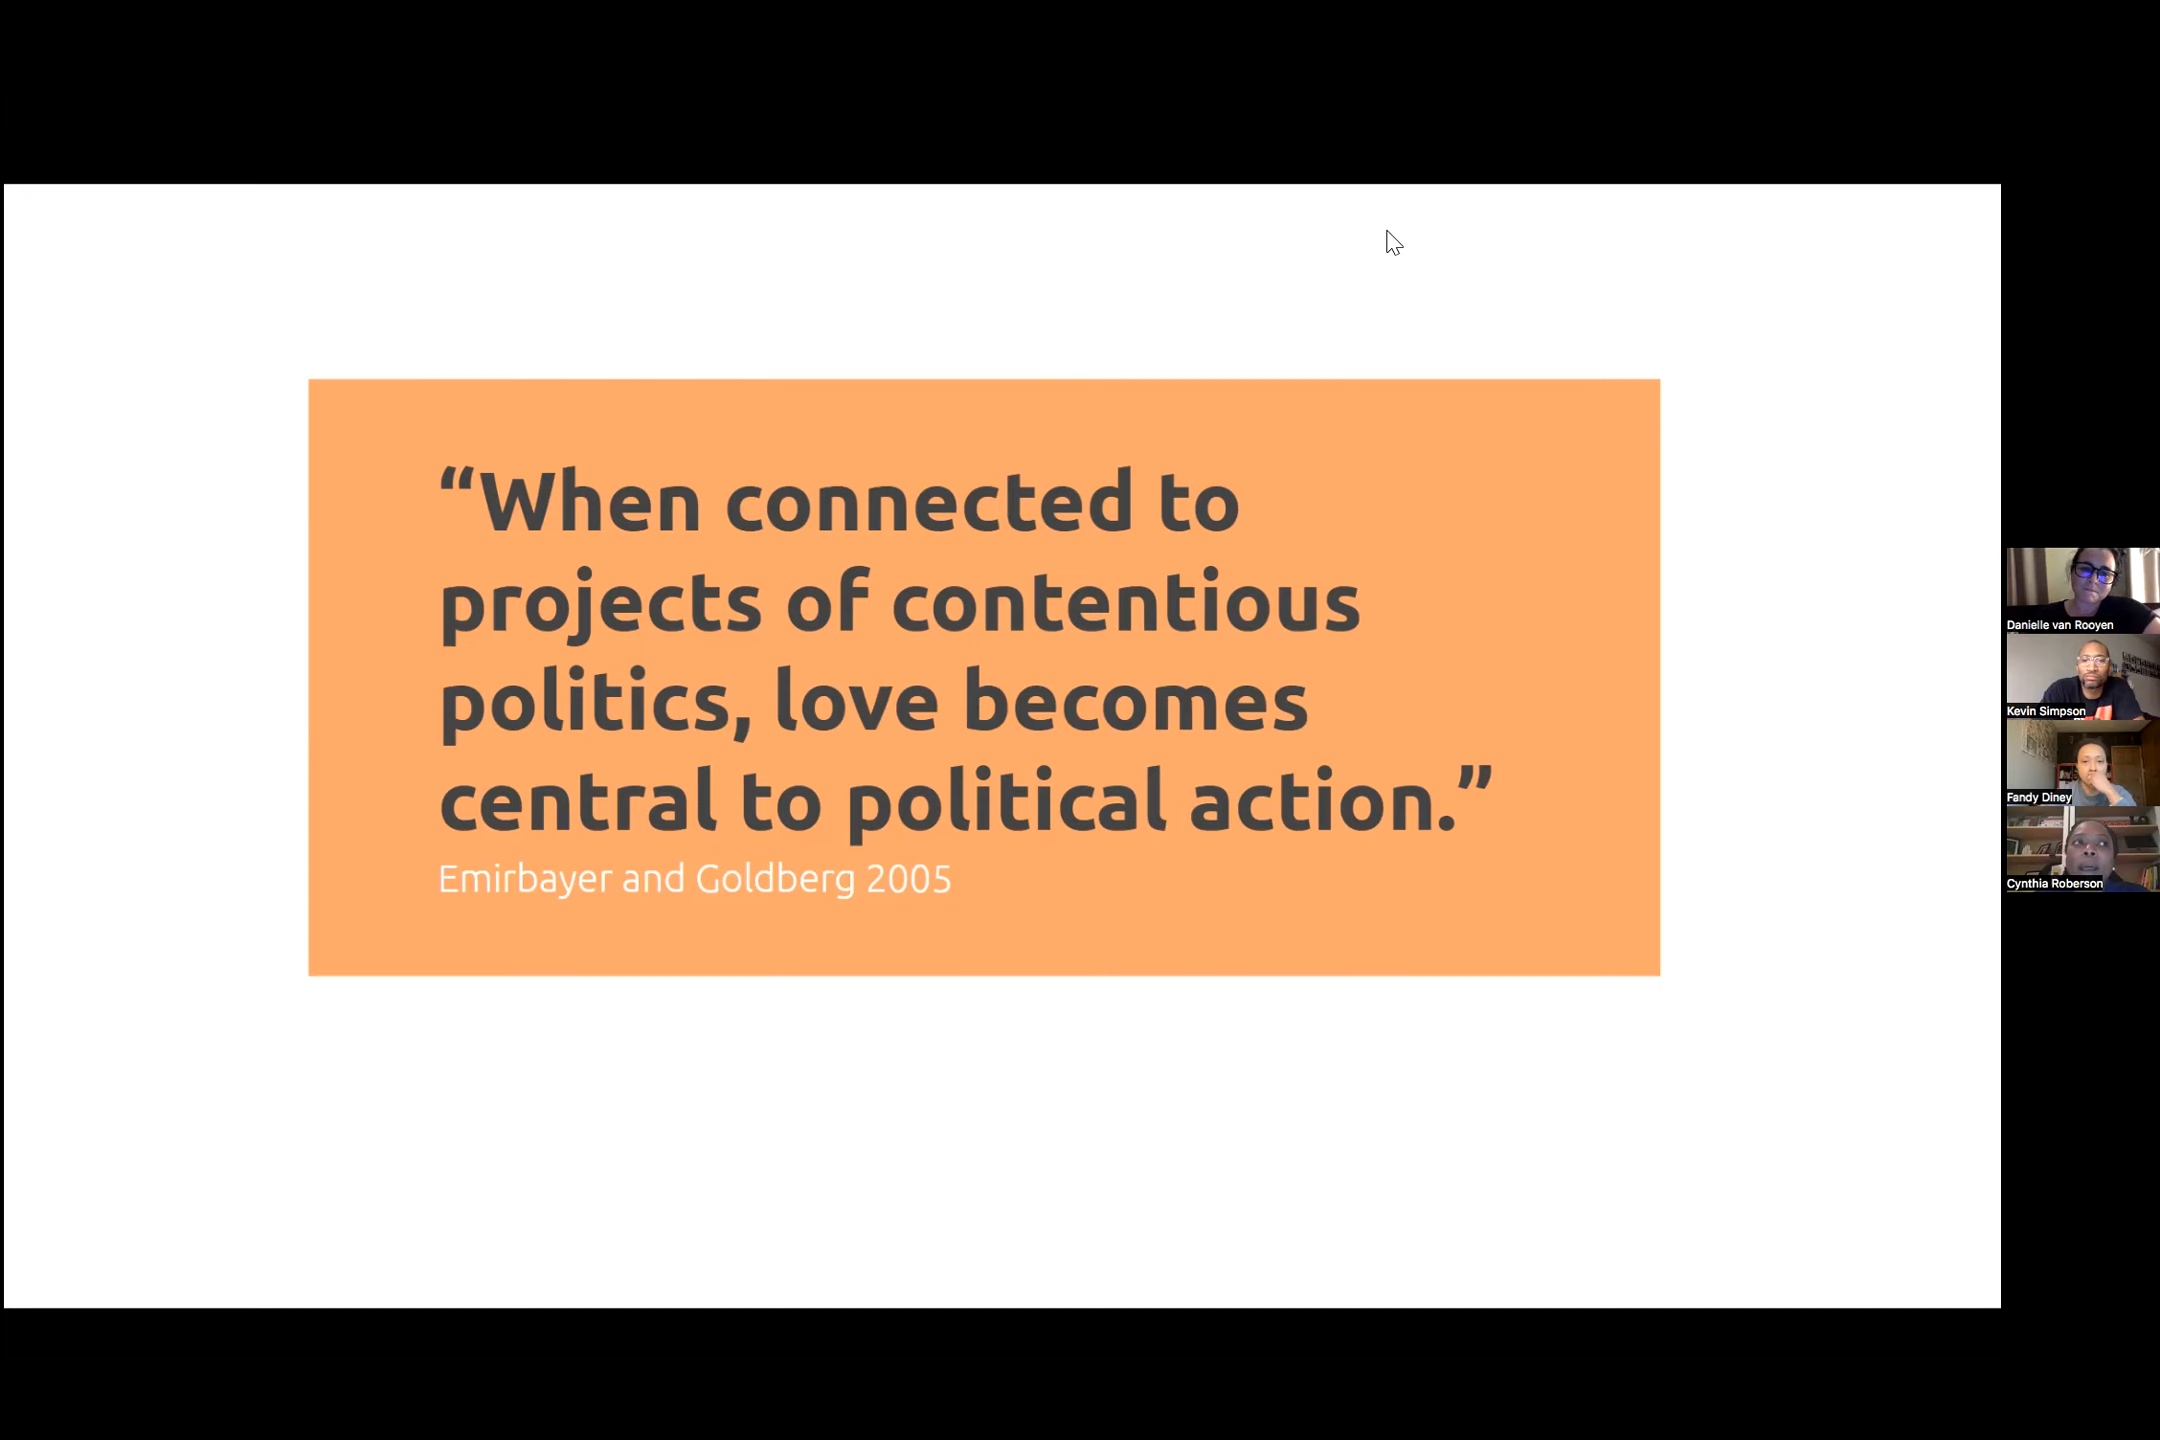 “When connected to
projects of contentious
politics, love becomes
central to political action.”
Emirbayer and Goldberg 2005
Danielle van Rooyen
Kevin Simpson
Fandy Diney
Cynthia Roberson